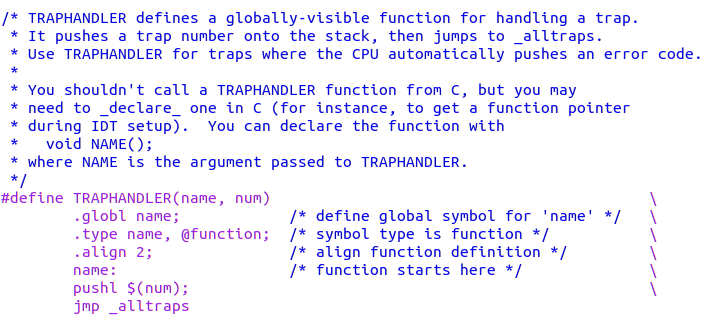 /* TRAPHANDLER defines a globally-visible function for handling a trap.
 * It pushes a trap number onto the stack, then jumps to _alltraps.
 * Use TRAPHANDLER for traps where the CPU automatically pushes an error code.
 *
 * You shouldn't call a TRAPHANDLER function from C, but you may
 * need to _declare_ one in C (for instance, to get a function pointer
 * during IDT setup).  You can declare the function with
 *   void NAME();
 * where NAME is the argument passed to TRAPHANDLER.
 */
#define TRAPHANDLER(name, num)                                          \
        .globl name;            /* define global symbol for 'name' */   \
        .type name, @function;  /* symbol type is function */           \
        .align 2;               /* align function definition */         \
        name:                   /* function starts here */              \
        pushl $(num);                                                   \
        jmp _alltraps